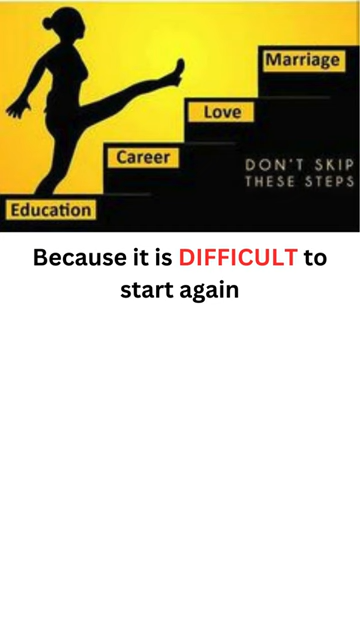 Marriage
Love
Career
DON'T SKIP
THESE STEPS
Education
Because it is DIFFICULT to
start again